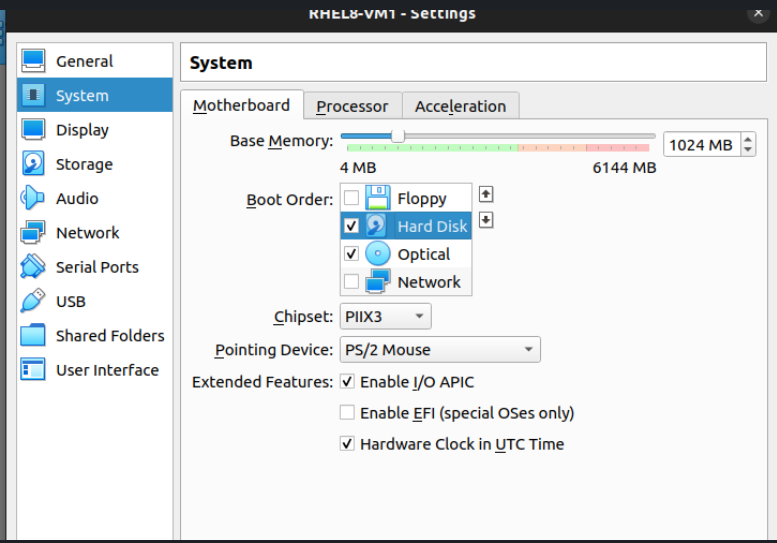 RHEL8-VM1 - Settings
General
System
Display
Storage
Audio
Network
Serial Ports
USB
Shared Folders
User Interface
System
Motherboard Processor Acceleration
Base Memory: 1024 MB
4 MB 6144 MB
Boot Order: Floppy
Hard Disk
Optical
Network
Chipset: PIIX3
Pointing Device: PS/2 Mouse
Extended Features: Enable I/O APIC
Enable EFI (special OSes only)
Hardware Clock in UTC Time